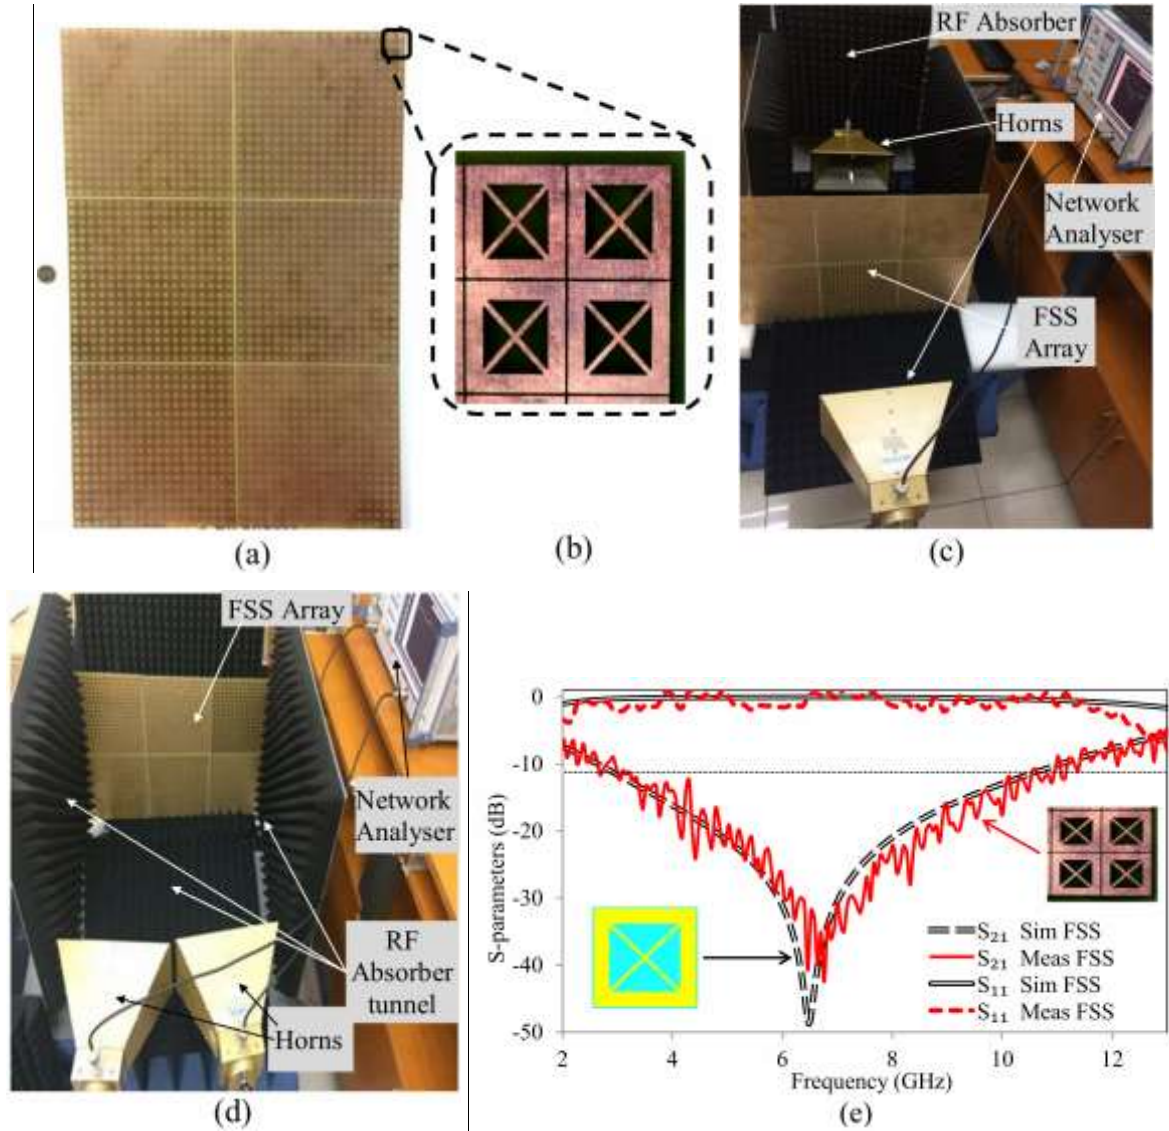 RF Absorber
Horns
Network
Analyser
FSS
Array
(a)
(b)
(c)
FSS Array
Network
Analyser
RF
Absorber
tunnel
Horns
(d)
0
-10
-20
-30
-40
-50
S-parameters (dB)
S₂₁ Sim FSS
S₂₁ Meas FSS
S₁₁ Sim FSS
S₁₁ Meas FSS
2
4
6
8
10
12
Frequency (GHz)
(e)